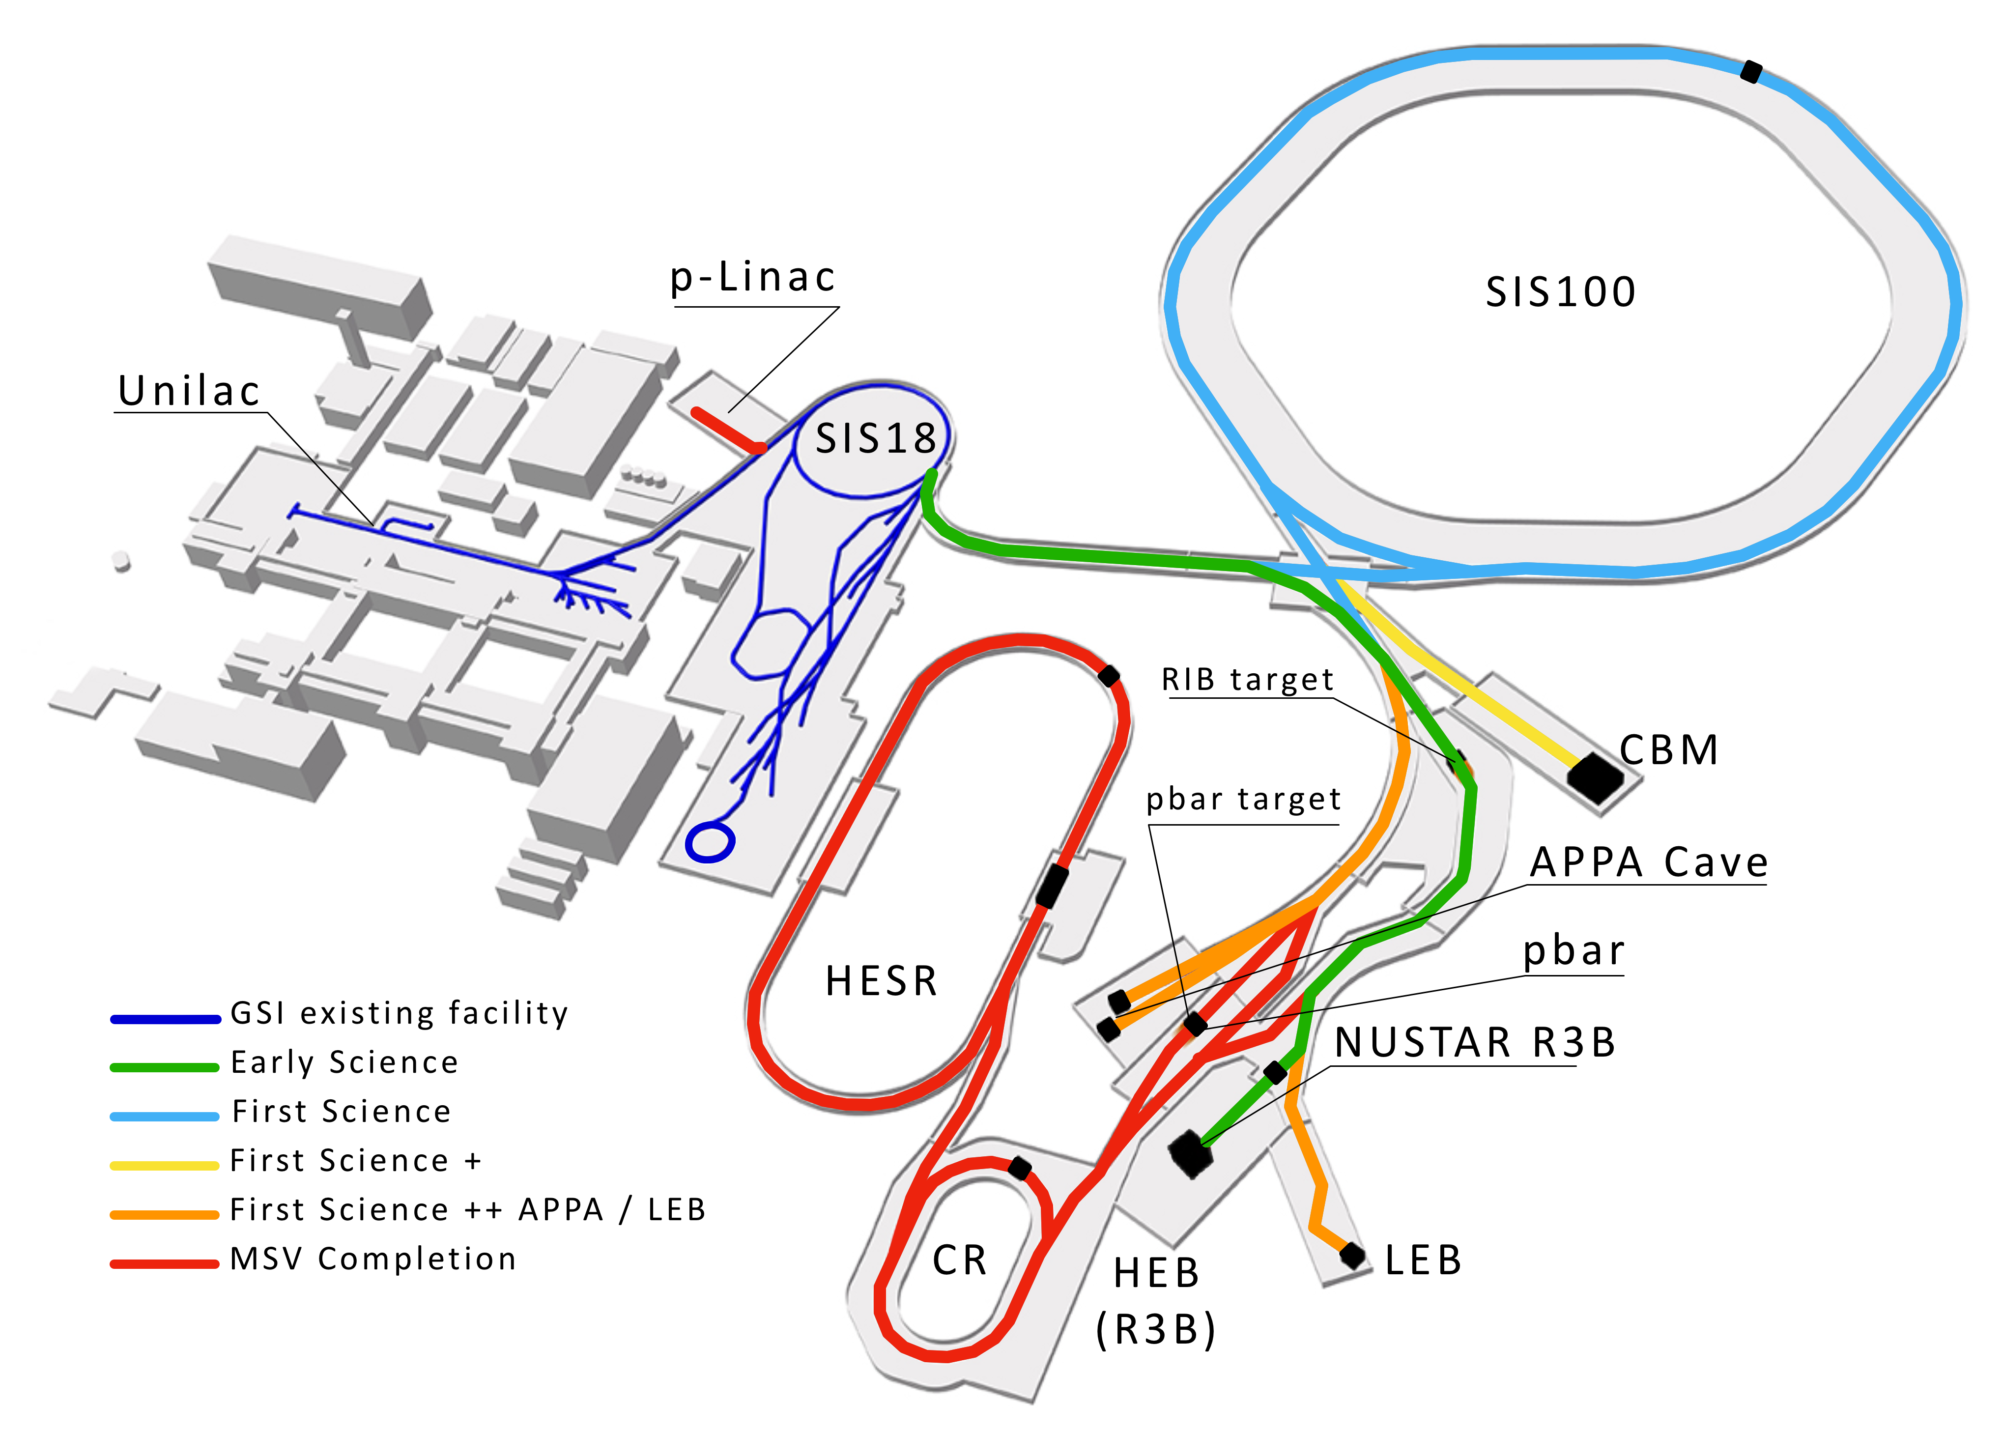 SIS100
p-Linac
Unilac
SIS18
RIB target
CBM
pbar target
APPA Cave
pbar
HESR
NUSTAR R3B
GSI existing facility
Early Science
First Science
First Science +
First Science ++ APPA / LEB
MSV Completion
CR
HEB
(R3B)
LEB